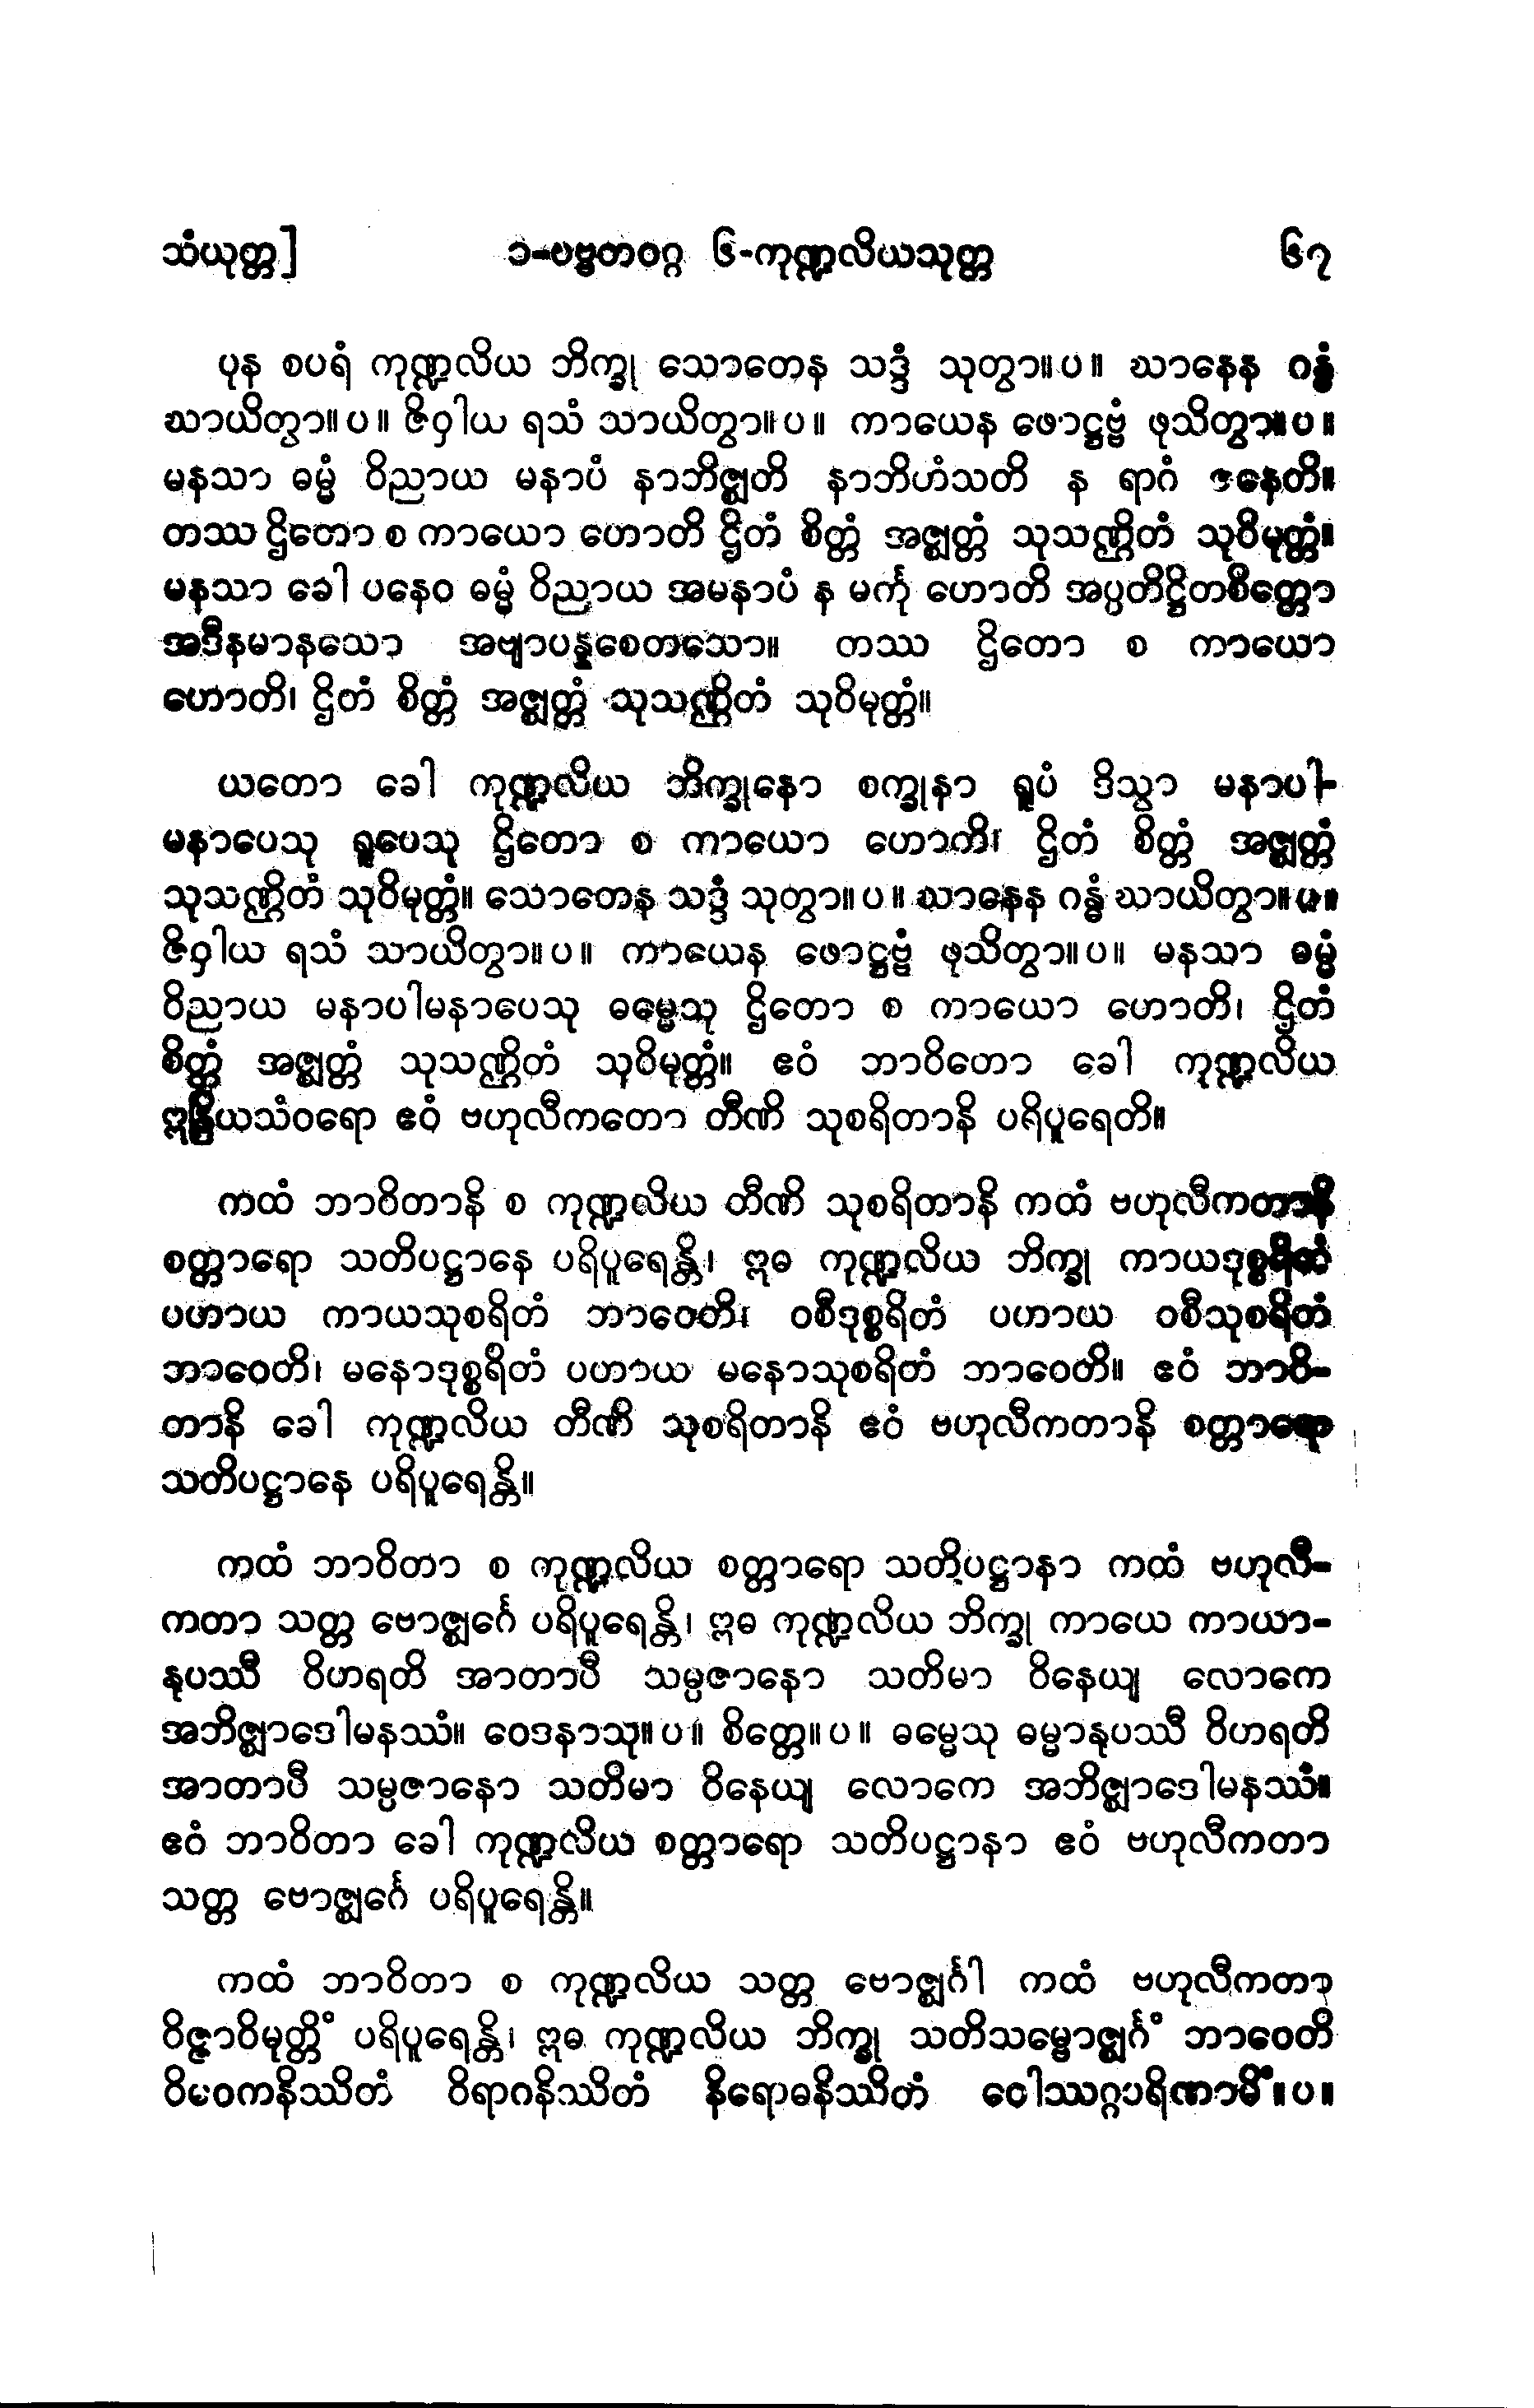 သံယုတ္တ] ၁-ပဗ္ဗတဝဂ္ဂ ၆-ကုဏ္ဍလိယသုတ္တ ၆၇
ပုန စပရံ ကုဏ္ဍလိယ ဘိက္ခု သောတေန သဒ္ဒံ သုတွာ။ပ။ ဃာနေန ဂန္ဓံ
ဃာယိတွာ။ပ။ ဇိဝှါယ ရသံ သာယိတွာ။ပ။ ကာယေန ဖောဋ္ဌဗ္ဗံ ဖုသိတွာ။ပ။
မနသာ ဓမ္မံ ဝိညာယ မနာပံ နာဘိဇ္ဈတိ နာဘိဟံသတိ န ရာဂံ ဇနေတိ။
တဿ ဌိတော စ ကာယော ဟောတိ ဌိတံ စိတ္တံ အဇ္ဈတ္တံ သုသဏ္ဌိတံ သုဝိမုတ္တံ။
မနသာ ခေါ ပနေဝ ဓမ္မံ ဝိညာယ အမနာပံ န မင်္ကု ဟောတိ အပ္ပတိဋ္ဌိတစိတ္တော
အဒီနမာနသော အဗျာပန္နစေတသော။ တဿ ဌိတော စ ကာယော
ဟောတိ၊ ဌိတံ စိတ္တံ အဇ္ဈတ္တံ သုသဏ္ဌိတံ သုဝိမုတ္တံ။
ယတော ခေါ ကုဏ္ဍလိယ ဘိက္ခုနော စက္ခုနာ ရူပံ ဒိသွာ မနာပါ-
မနာပေသု ရူပေသု ဌိတော စ ကာယော ဟောတိ၊ ဌိတံ စိတ္တံ အဇ္ဈတ္တံ
သုသဏ္ဌိတံ သုဝိမုတ္တံ။ သောတေန သဒ္ဒံ သုတွာ။ပ။ ဃာနေန ဂန္ဓံ ဃာယိတွာ။ပ။
ဇိဝှါယ ရသံ သာယိတွာ။ပ။ ကာယေန ဖောဋ္ဌဗ္ဗံ ဖုသိတွာ။ပ။ မနသာ ဓမ္မံ
ဝိညာယ မနာပါမနာပေသု ဓမ္မေသု ဌိတော စ ကာယော ဟောတိ၊ ဌိတံ
စိတ္တံ အဇ္ဈတ္တံ သုသဏ္ဌိတံ သုဝိမုတ္တံ။ ဧဝံ ဘာဝိတော ခေါ ကုဏ္ဍလိယ
ဣန္ဒြိယသံဝရော ဧဝံ ဗဟုလီကတော တီဏိ သုစရိတာနိ ပရိပူရေတိ။
ကထံ ဘာဝိတာနိ စ ကုဏ္ဍလိယ တီဏိ သုစရိတာနိ ကထံ ဗဟုလီကတာနိ
စတ္တာရော သတိပဋ္ဌာနေ ပရိပူရေန္တိ၊ ဣဓ ကုဏ္ဍလိယ ဘိက္ခု ကာယဒုစ္စရိတံ
ပဟာယ ကာယသုစရိတံ ဘာဝေတိ၊ ဝစီဒုစ္စရိတံ ပဟာယ ဝစီသုစရိတံ
ဘာဝေတိ၊ မနောဒုစ္စရိတံ ပဟာယ မနောသုစရိတံ ဘာဝေတိ။ ဧဝံ ဘာဝိ-
တာနိ ခေါ ကုဏ္ဍလိယ တီဏိ သုစရိတာနိ ဧဝံ ဗဟုလီကတာနိ စတ္တာရော
သတိပဋ္ဌာနေ ပရိပူရေန္တိ။
ကထံ ဘာဝိတာ စ ကုဏ္ဍလိယ စတ္တာရော သတိပဋ္ဌာနာ ကထံ ဗဟုလီ-
ကတာ သတ္တ ဗောဇ္ဈင်္ဂေ ပရိပူရေန္တိ၊ ဣဓ ကုဏ္ဍလိယ ဘိက္ခု ကာယေ ကာယာ-
နုပဿီ ဝိဟရတိ အာတာပီ သမ္ပဇာနော သတိမာ ဝိနေယျ လောကေ
အဘိဇ္ဈာဒေါမနဿံ။ ဝေဒနာသု။ပ။ စိတ္တေ။ပ။ ဓမ္မေသု ဓမ္မာနုပဿီ ဝိဟရတိ
အာတာပီ သမ္ပဇာနော သတိမာ ဝိနေယျ လောကေ အဘိဇ္ဈာဒေါမနဿံ။
ဧဝံ ဘာဝိတာ ခေါ ကုဏ္ဍလိယ စတ္တာရော သတိပဋ္ဌာနာ ဧဝံ ဗဟုလီကတာ
သတ္တ ဗောဇ္ဈင်္ဂေ ပရိပူရေန္တိ။
ကထံ ဘာဝိတာ စ ကုဏ္ဍလိယ သတ္တ ဗောဇ္ဈင်္ဂါ ကထံ ဗဟုလီကတာ
ဝိဇ္ဇာဝိမုတ္တိံ ပရိပူရေန္တိ၊ ဣဓ ကုဏ္ဍလိယ ဘိက္ခု သတိသမ္ဗောဇ္ဈင်္ဂံ ဘာဝေတိ
ဝိဝေကနိဿိတံ ဝိရာဂနိဿိတံ နိရောဓနိဿိတံ ဝေါဿဂ္ဂပရိဏာမိံ။ပ။